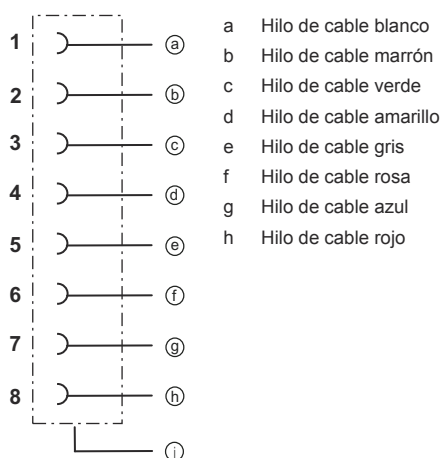 1 ⓐ
2 ⓑ
3 ⓒ
4 ⓓ
5 ⓔ
6 ⓕ
7 ⓖ
8 ⓗ
ⓘ
a Hilo de cable blanco
b Hilo de cable marrón
c Hilo de cable verde
d Hilo de cable amarillo
e Hilo de cable gris
f Hilo de cable rosa
g Hilo de cable azul
h Hilo de cable rojo